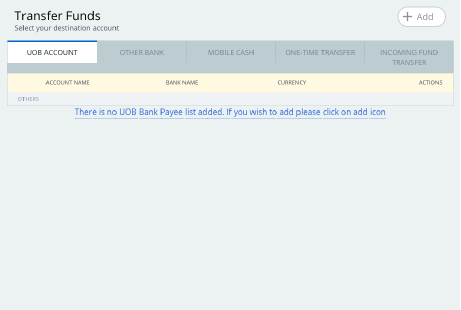 Transfer Funds
Select your destination account
Add
UOB ACCOUNT
OTHER BANK
MOBILE CASH
ONE-TIME TRANSFER
INCOMING FUND
TRANSFER
ACCOUNT NAME
BANK NAME
CURRENCY
ACTIONS
OTHERS
There is no UOB Bank Payee list added. If you wish to add please click on add icon